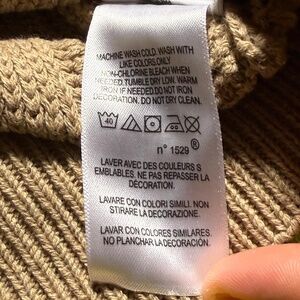 MACHINE WASH COLD. WASH WITH
LIKE COLORS ONLY
NON-CHLORINE BLEACH WHEN
NEEDED. TUMBLE DRY LOW. WARM
IRON IF NEEDED.DO NOT IRON
DECORATION. DO NOT DRY CLEAN.
40
n° 1529 ®
LAVER AVEC DES COULEURS S
EMBLABLES. NE PAS REPASSER LA
DÉCORATION.
LAVARE CON COLORI SIMILI. NON
STIRARE LA DECORAZIONE.
LAVAR CON COLORES SIMILARES.
NO PLANCHAR LA DECORACIÓN.